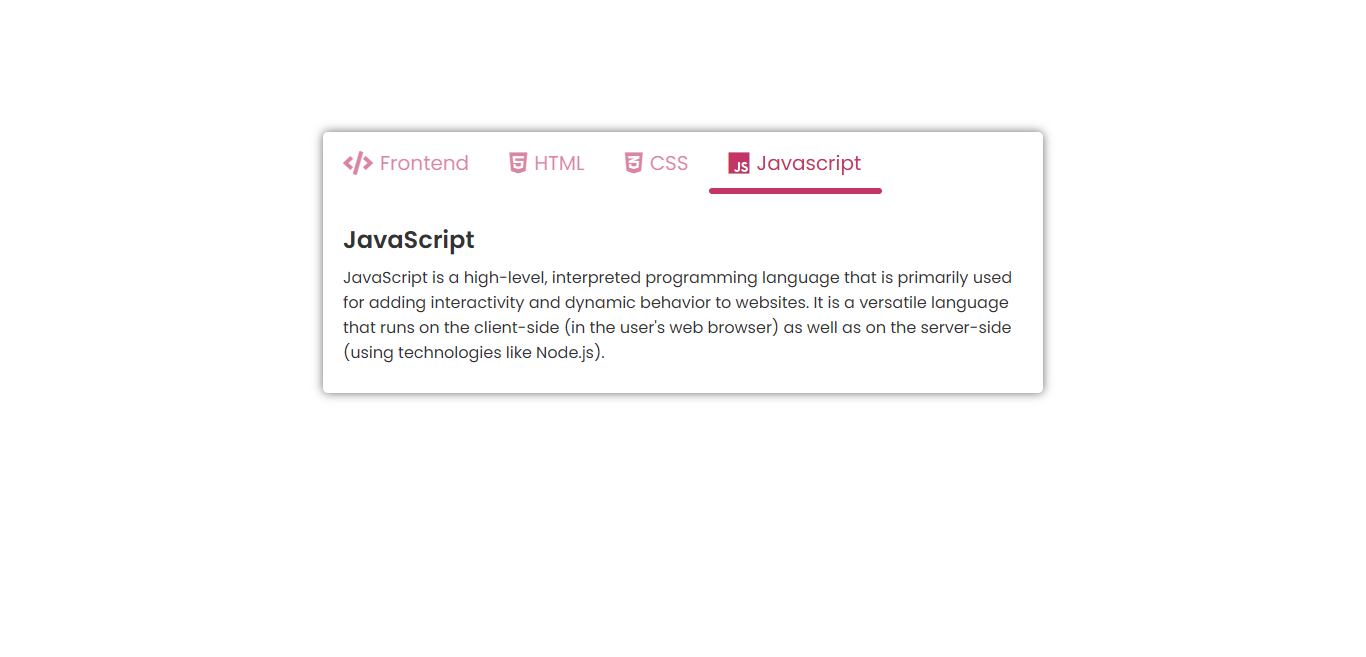 Frontend HTML CSS JS Javascript
JavaScript
JavaScript is a high-level, interpreted programming language that is primarily used
for adding interactivity and dynamic behavior to websites. It is a versatile language
that runs on the client-side (in the user's web browser) as well as on the server-side
(using technologies like Node.js).